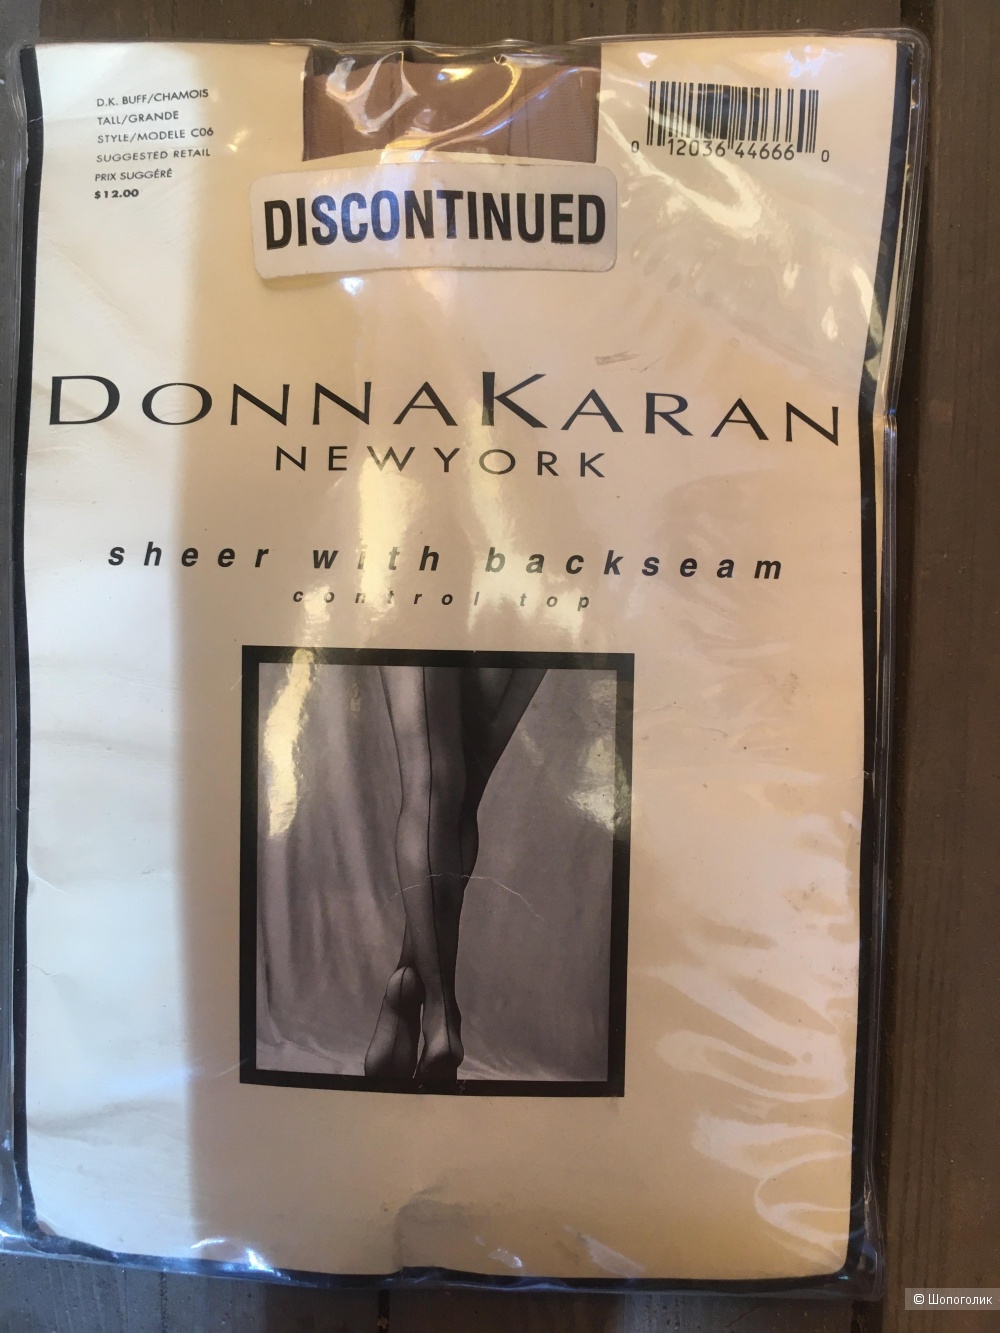 D.K. BUFF/CHAMOIS
TALL/GRANDE
STYLE/MODELE C06
SUGGESTED RETAIL
PRIX SUGGÉRÉ
$12.00
0 12036 44666 0
DISCONTINUED
DONNAKARAN
NEWYORK
sheer with backseam
control top
© Шопоголик